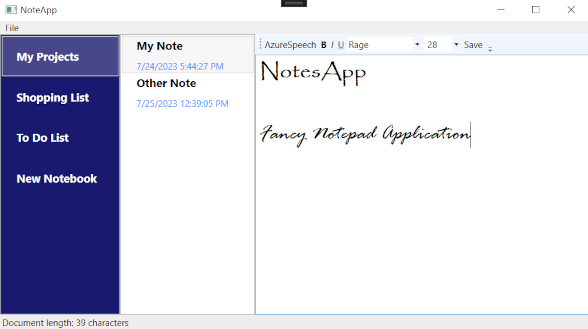 NoteApp
File
My Projects
Shopping List
To Do List
New Notebook
My Note
7/24/2023 5:44:27 PM
Other Note
7/25/2023 12:39:05 PM
AzureSpeech B I U Rage 28 Save
NotesApp
Fancy Notepad Application
Document length: 39 characters